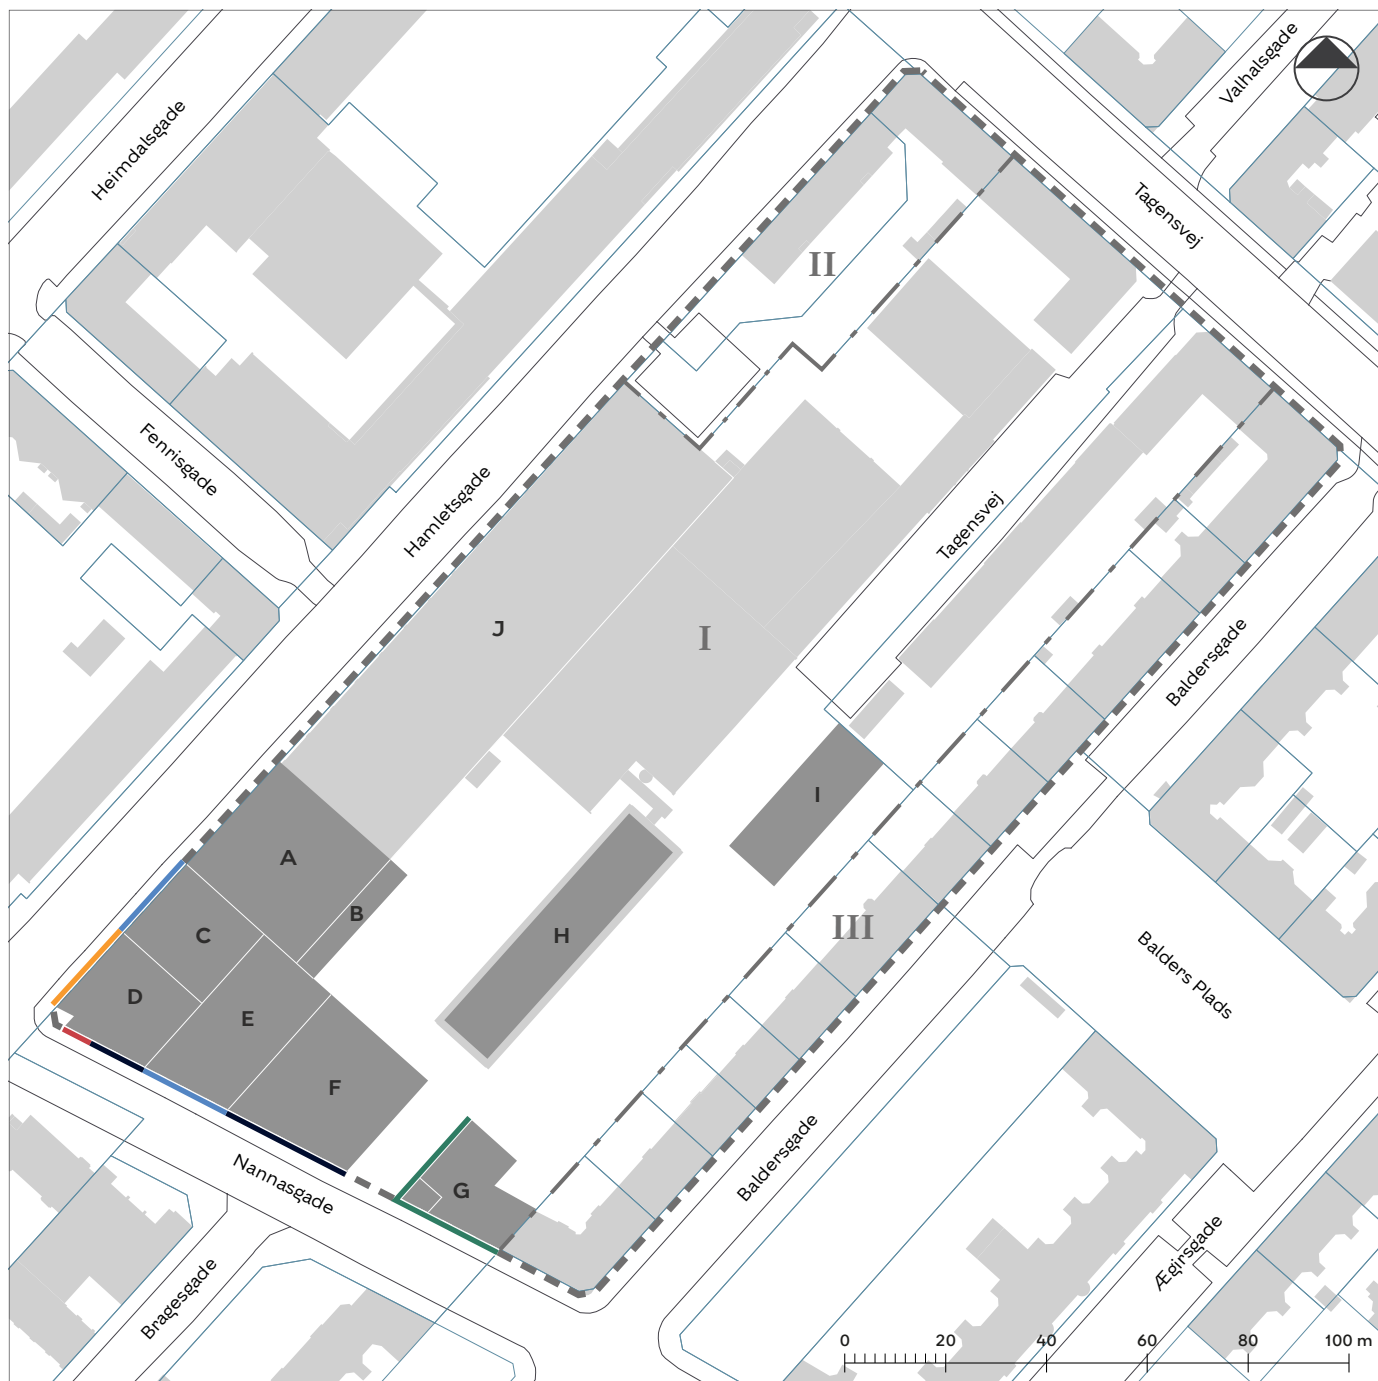 Valhalsgade
Heimdalsgade
Tagensvej
II
Fenrisgade
Hamletsgade
Tagensvej
J
I
Baldersgade
I
A
B
H
C
III
Balders Plads
D
E
F
Baldersgade
Nannasgade
G
Ægirsgade
Bragesgade
0 20 40 60 80 100 m